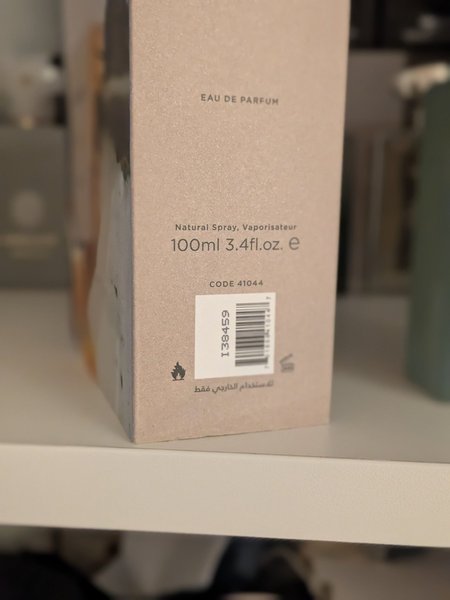 EAU DE PARFUM
Natural Spray, Vaporisateur
100ml 3.4fl.oz. e
CODE 41044
I38459
للاستخدام الخارجي فقط